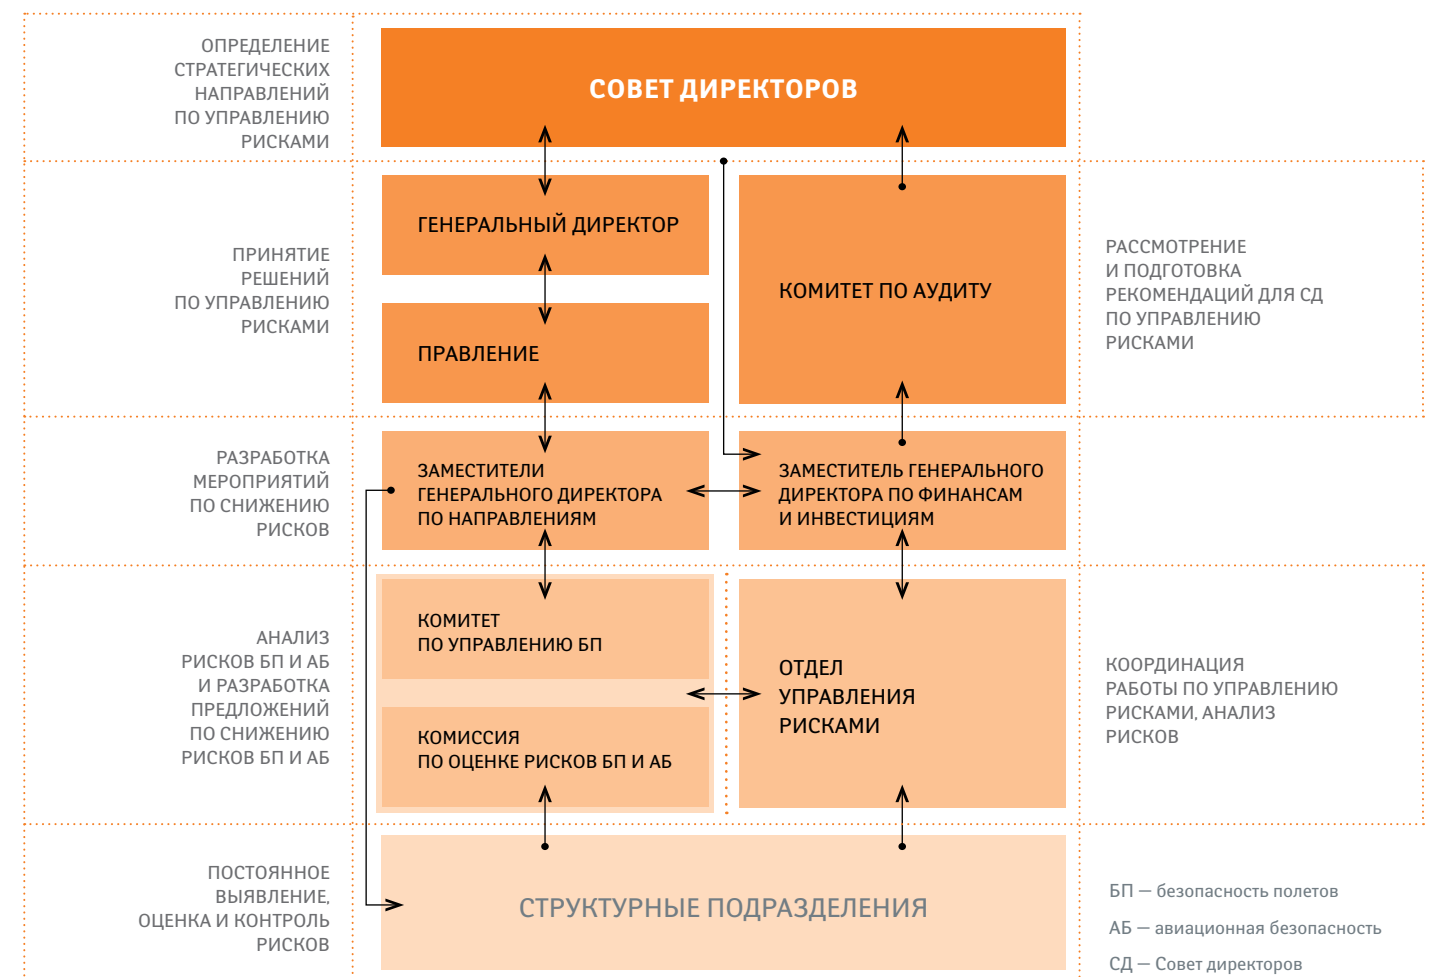 ОПРЕДЕЛЕНИЕ
СТРАТЕГИЧЕСКИХ
НАПРАВЛЕНИЙ
ПО УПРАВЛЕНИЮ
РИСКАМИ
СОВЕТ ДИРЕКТОРОВ
ПРИНЯТИЕ
РЕШЕНИЙ
ПО УПРАВЛЕНИЮ
РИСКАМИ
ГЕНЕРАЛЬНЫЙ ДИРЕКТОР
ПРАВЛЕНИЕ
КОМИТЕТ ПО АУДИТУ
РАССМОТРЕНИЕ
И ПОДГОТОВКА
РЕКОМЕНДАЦИЙ ДЛЯ СД
ПО УПРАВЛЕНИЮ
РИСКАМИ
РАЗРАБОТКА
МЕРОПРИЯТИЙ
ПО СНИЖЕНИЮ
РИСКОВ
ЗАМЕСТИТЕЛИ
ГЕНЕРАЛЬНОГО ДИРЕКТОРА
ПО НАПРАВЛЕНИЯМ
ЗАМЕСТИТЕЛЬ ГЕНЕРАЛЬНОГО
ДИРЕКТОРА ПО ФИНАНСАМ
И ИНВЕСТИЦИЯМ
АНАЛИЗ
РИСКОВ БП И АБ
И РАЗРАБОТКА
ПРЕДЛОЖЕНИЙ
ПО СНИЖЕНИЮ
РИСКОВ БП И АБ
КОМИТЕТ
ПО УПРАВЛЕНИЮ БП
КОМИССИЯ
ПО ОЦЕНКЕ РИСКОВ БП И АБ
ОТДЕЛ
УПРАВЛЕНИЯ
РИСКАМИ
КООРДИНАЦИЯ
РАБОТЫ ПО УПРАВЛЕНИЮ
РИСКАМИ, АНАЛИЗ
РИСКОВ
ПОСТОЯННОЕ
ВЫЯВЛЕНИЕ,
ОЦЕНКА И КОНТРОЛЬ
РИСКОВ
СТРУКТУРНЫЕ ПОДРАЗДЕЛЕНИЯ
БП — безопасность полетов
АБ — авиационная безопасность
СД — Совет директоров